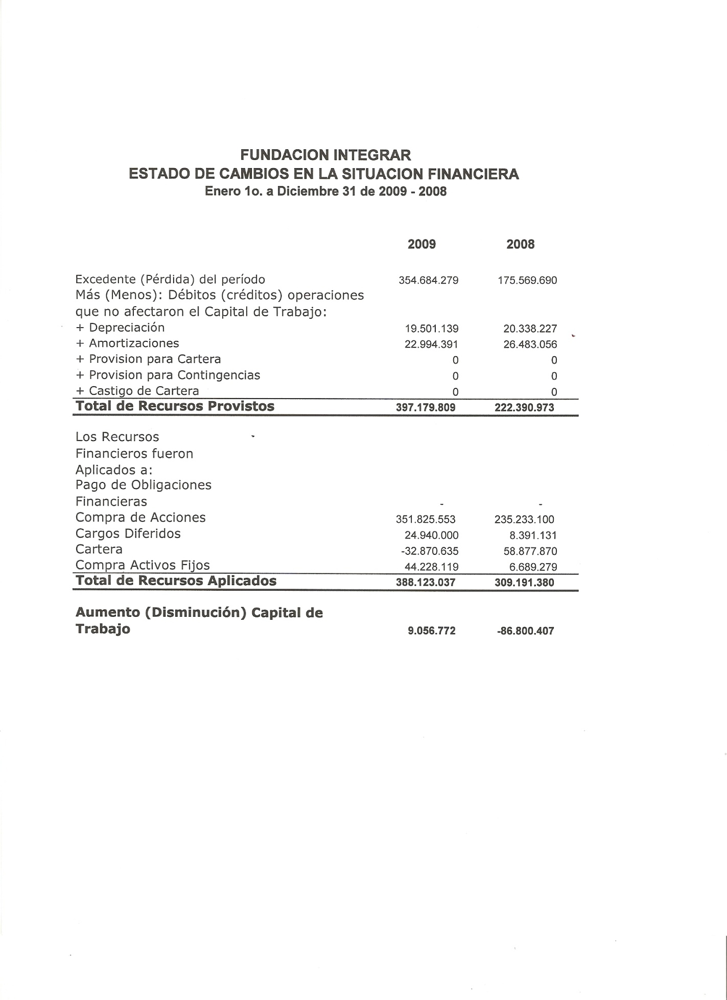 FUNDACION INTEGRAR
ESTADO DE CAMBIOS EN LA SITUACION FINANCIERA
Enero 1o. a Diciembre 31 de 2009 - 2008
2009 2008
Excedente (Pérdida) del período 354.684.279 175.569.690
Más (Menos): Débitos (créditos) operaciones
que no afectaron el Capital de Trabajo:
+ Depreciación 19.501.139 20.338.227
+ Amortizaciones 22.994.391 26.483.056
+ Provision para Cartera 0 0
+ Provision para Contingencias 0 0
+ Castigo de Cartera 0 0
Total de Recursos Provistos 397.179.809 222.390.973
Los Recursos
Financieros fueron
Aplicados a:
Pago de Obligaciones
Financieras - -
Compra de Acciones 351.825.553 235.233.100
Cargos Diferidos 24.940.000 8.391.131
Cartera -32.870.635 58.877.870
Compra Activos Fijos 44.228.119 6.689.279
Total de Recursos Aplicados 388.123.037 309.191.380
Aumento (Disminución) Capital de
Trabajo 9.056.772 -86.800.407